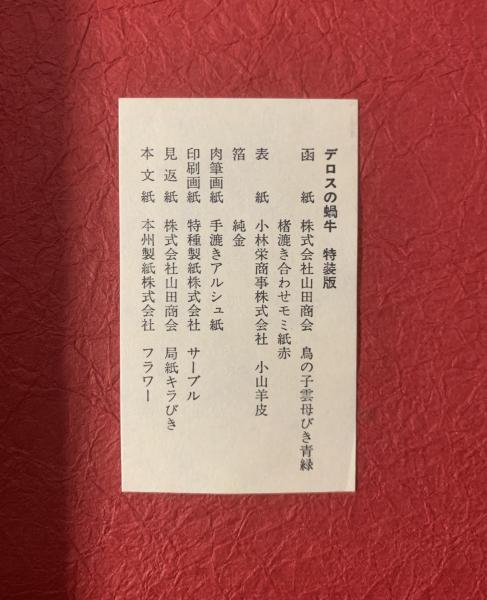 デロスの蝸牛　特装版
函　　紙　株式会社山田商会　鳥の子雲母びき青緑
楮漉き合わせモミ紙赤
表　　紙　小林栄商事株式会社　小山羊皮
箔　　　　純金
肉筆画紙　手漉きアルシュ紙
印刷画紙　特種製紙株式会社　サーブル
見 返 紙　株式会社山田商会　局紙キラびき
本 文 紙　本州製紙株式会社　フラワー